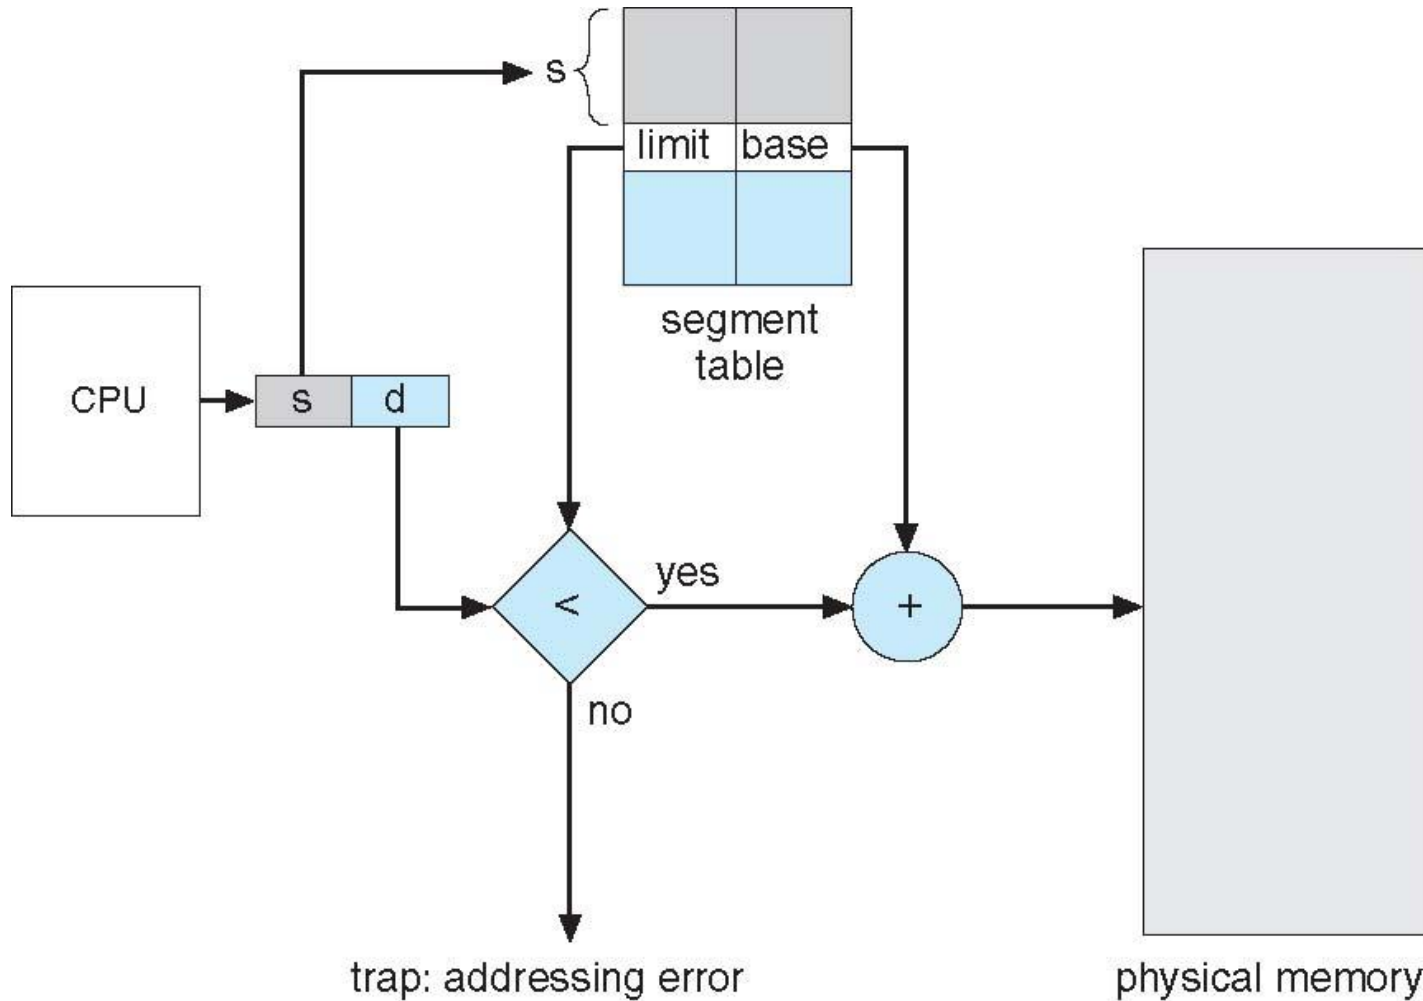 s
limit base
segment
table
CPU
s d
<
yes
+
no
trap: addressing error
physical memory